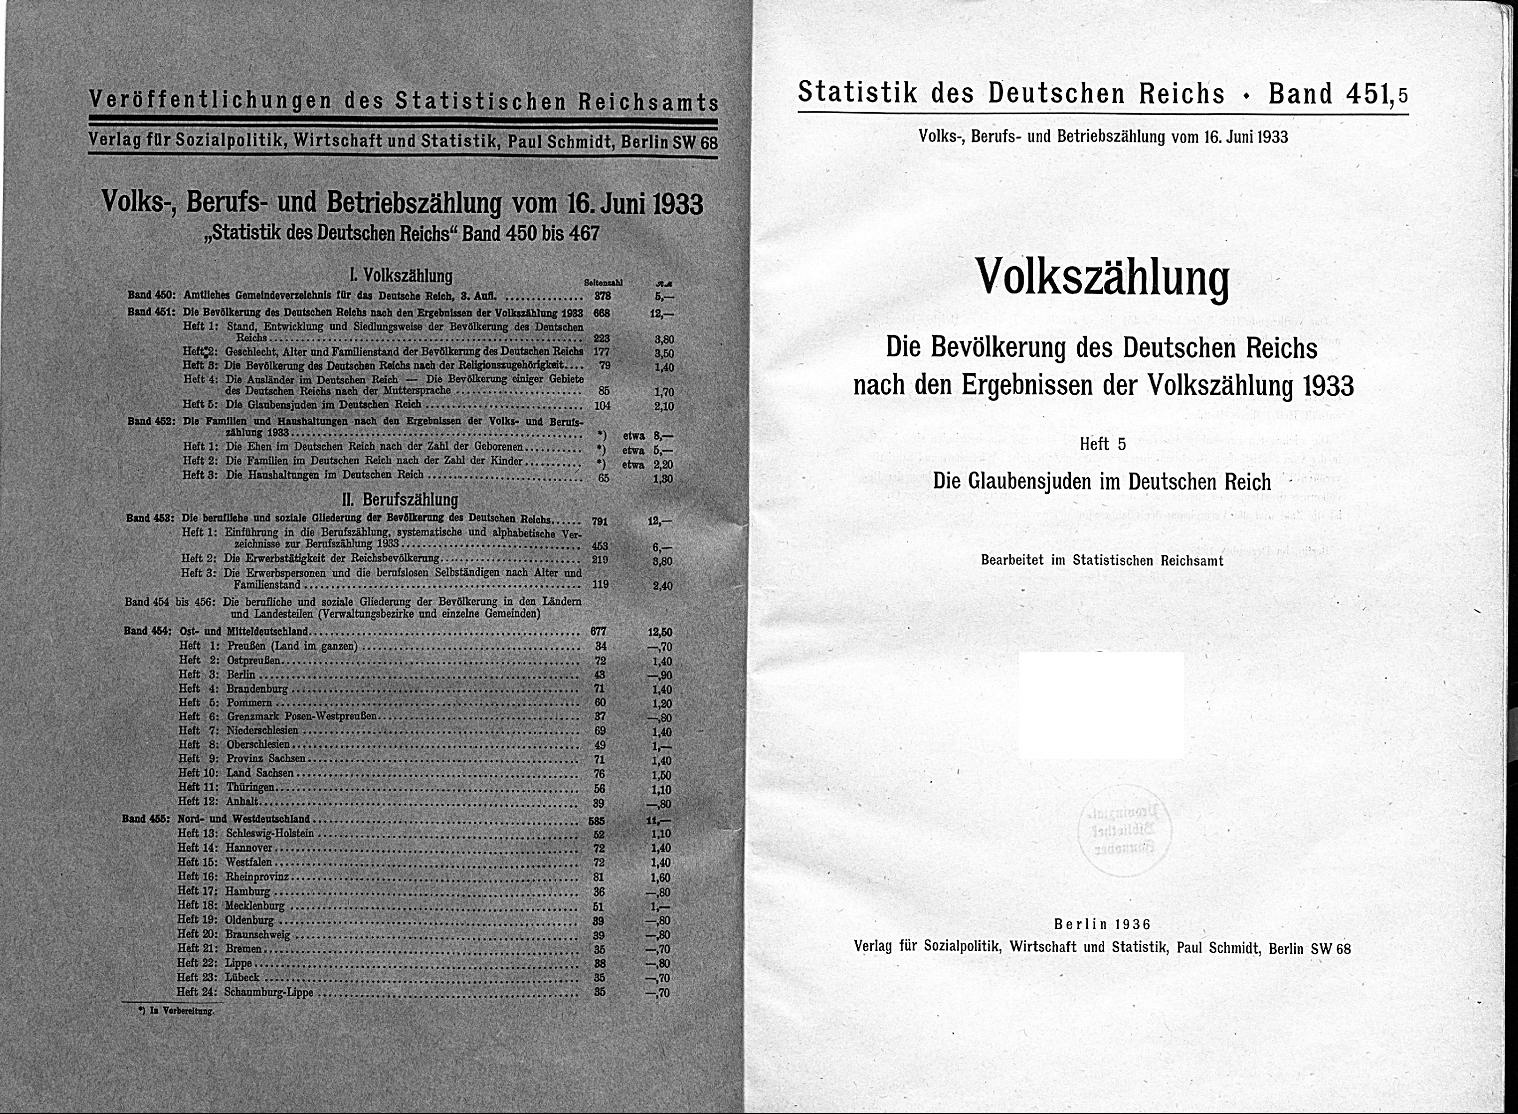 Veröffentlichungen des Statistischen Reichsamts
Verlag für Sozialpolitik, Wirtschaft und Statistik, Paul Schmidt, Berlin SW 68
Volks-, Berufs- und Betriebszählung vom 16. Juni 1933
„Statistik des Deutschen Reichs“ Band 450 bis 467
I. Volkszählung
Seitenzahl ℛℳ
Band 450: Amtliches Gemeindeverzeichnis für das Deutsche Reich, 3. Aufl. ............... 378 5,—
Band 451: Die Bevölkerung des Deutschen Reichs nach den Ergebnissen der Volkszählung 1933 668 12,—
Heft 1: Stand, Entwicklung und Siedlungsweise der Bevölkerung des Deutschen
Reichs ............... 223 3,80
Heft 2: Geschlecht, Alter und Familienstand der Bevölkerung des Deutschen Reichs 177 3,50
Heft 3: Die Bevölkerung des Deutschen Reichs nach der Religionszugehörigkeit.... 79 1,40
Heft 4: Die Ausländer im Deutschen Reich — Die Bevölkerung einiger Gebiete
des Deutschen Reichs nach der Muttersprache ............... 85 1,70
Heft 5: Die Glaubensjuden im Deutschen Reich ............... 104 2,10
Band 452: Die Familien und Haushaltungen nach den Ergebnissen der Volks- und Berufs-
zählung 1933 ............... *) etwa 8,—
Heft 1: Die Ehen im Deutschen Reich nach der Zahl der Geborenen ........... *) etwa 5,—
Heft 2: Die Familien im Deutschen Reich nach der Zahl der Kinder ........... *) etwa 2,20
Heft 3: Die Haushaltungen im Deutschen Reich ............... 65 1,30
II. Berufszählung
Band 453: Die berufliche und soziale Gliederung der Bevölkerung des Deutschen Reichs...... 791 12,—
Heft 1: Einführung in die Berufszählung, systematische und alphabetische Ver-
zeichnisse zur Berufszählung 1933 ............... 453 6,—
Heft 2: Die Erwerbstätigkeit der Reichsbevölkerung ............... 219 3,80
Heft 3: Die Erwerbspersonen und die berufslosen Selbständigen nach Alter und
Familienstand ............... 119 2,40
Band 454 bis 456: Die berufliche und soziale Gliederung der Bevölkerung in den Ländern
und Landesteilen (Verwaltungsbezirke und einzelne Gemeinden)
Band 454: Ost- und Mitteldeutschland ............... 677 12,50
Heft 1: Preußen (Land im ganzen) ............... 34 —,70
Heft 2: Ostpreußen ............... 72 1,40
Heft 3: Berlin ............... 43 —,90
Heft 4: Brandenburg ............... 71 1,40
Heft 5: Pommern ............... 60 1,20
Heft 6: Grenzmark Posen-Westpreußen ............... 37 —,80
Heft 7: Niederschlesien ............... 69 1,40
Heft 8: Oberschlesien ............... 49 1,—
Heft 9: Provinz Sachsen ............... 71 1,40
Heft 10: Land Sachsen ............... 76 1,50
Heft 11: Thüringen ............... 56 1,10
Heft 12: Anhalt ............... 39 —,80
Band 455: Nord- und Westdeutschland ............... 585 11,—
Heft 13: Schleswig-Holstein ............... 52 1,10
Heft 14: Hannover ............... 72 1,40
Heft 15: Westfalen ............... 72 1,40
Heft 16: Rheinprovinz ............... 81 1,60
Heft 17: Hamburg ............... 36 —,80
Heft 18: Mecklenburg ............... 51 1,—
Heft 19: Oldenburg ............... 39 —,80
Heft 20: Braunschweig ............... 39 —,80
Heft 21: Bremen ............... 35 —,70
Heft 22: Lippe ............... 38 —,80
Heft 23: Lübeck ............... 35 —,70
Heft 24: Schaumburg-Lippe ............... 35 —,70
*) In Vorbereitung.
Statistik des Deutschen Reichs · Band 451,5
Volks-, Berufs- und Betriebszählung vom 16. Juni 1933
Volkszählung
Die Bevölkerung des Deutschen Reichs
nach den Ergebnissen der Volkszählung 1933
Heft 5
Die Glaubensjuden im Deutschen Reich
Bearbeitet im Statistischen Reichsamt
Berlin 1936
Verlag für Sozialpolitik, Wirtschaft und Statistik, Paul Schmidt, Berlin SW 68